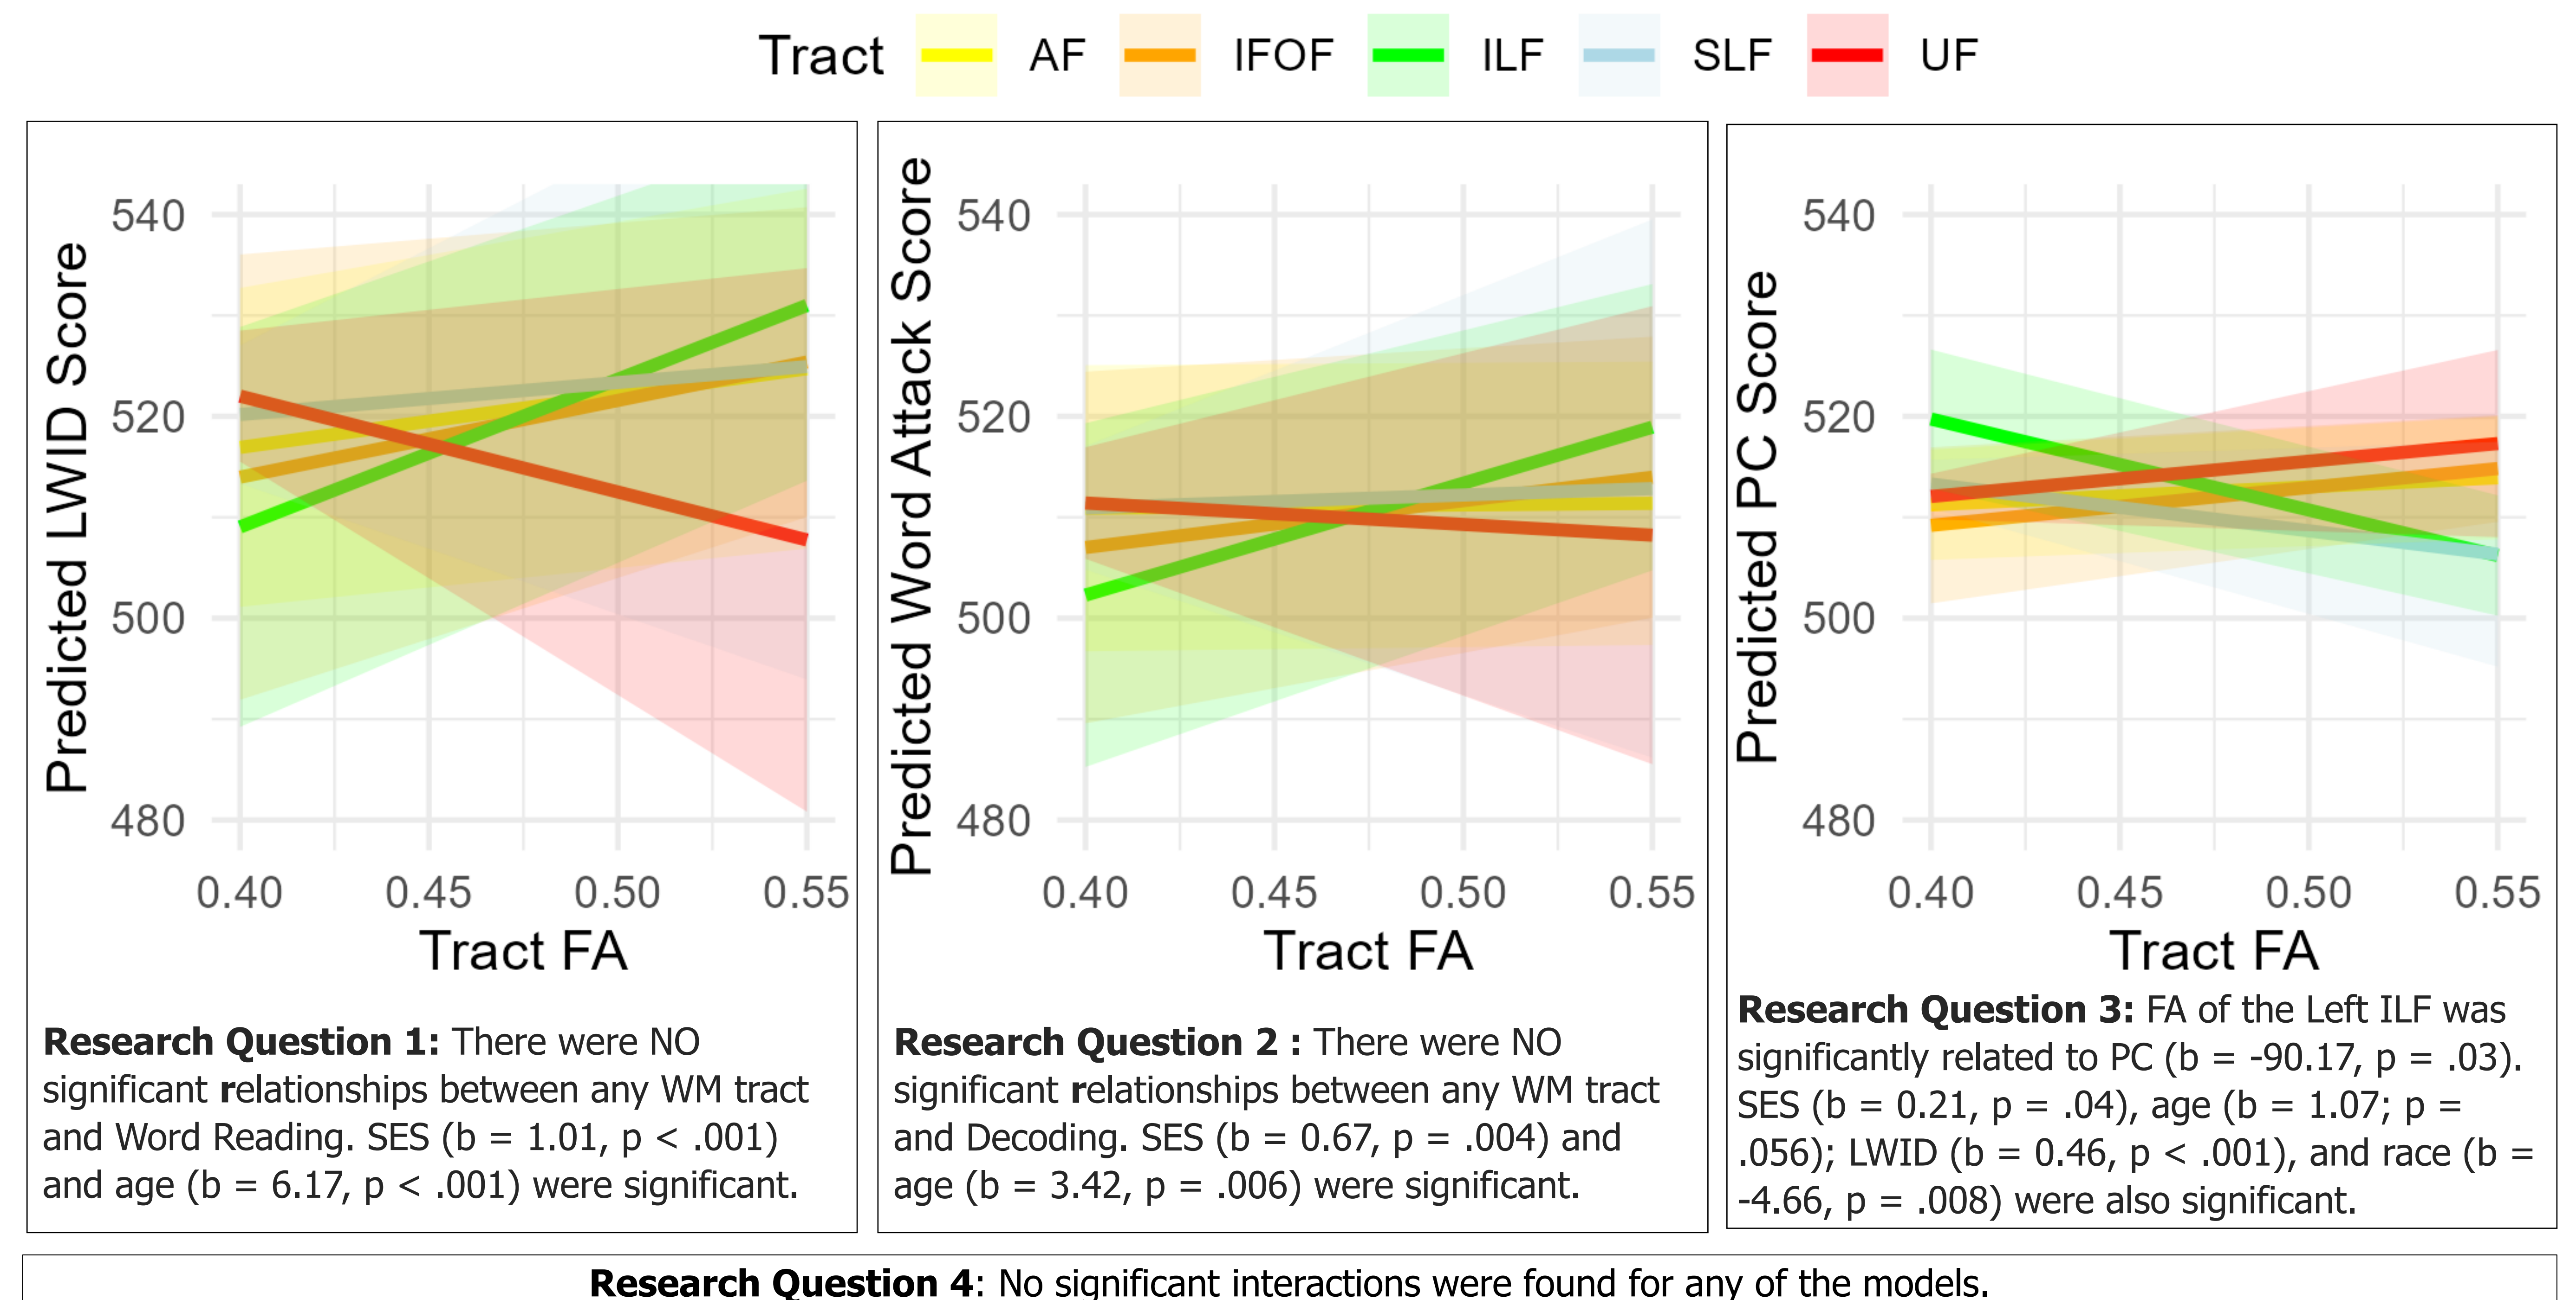 Tract AF IFOF ILF SLF UF
Predicted LWID Score
540
520
500
480
0.40 0.45 0.50 0.55
Tract FA
Research Question 1: There were NO
significant relationships between any WM tract
and Word Reading. SES (b = 1.01, p < .001)
and age (b = 6.17, p < .001) were significant.
Predicted Word Attack Score
540
520
500
480
0.40 0.45 0.50 0.55
Tract FA
Research Question 2 : There were NO
significant relationships between any WM tract
and Decoding. SES (b = 0.67, p = .004) and
age (b = 3.42, p = .006) were significant.
Predicted PC Score
540
520
500
480
0.40 0.45 0.50 0.55
Tract FA
Research Question 3: FA of the Left ILF was
significantly related to PC (b = -90.17, p = .03).
SES (b = 0.21, p = .04), age (b = 1.07; p =
.056); LWID (b = 0.46, p < .001), and race (b =
-4.66, p = .008) were also significant.
Research Question 4: No significant interactions were found for any of the models.